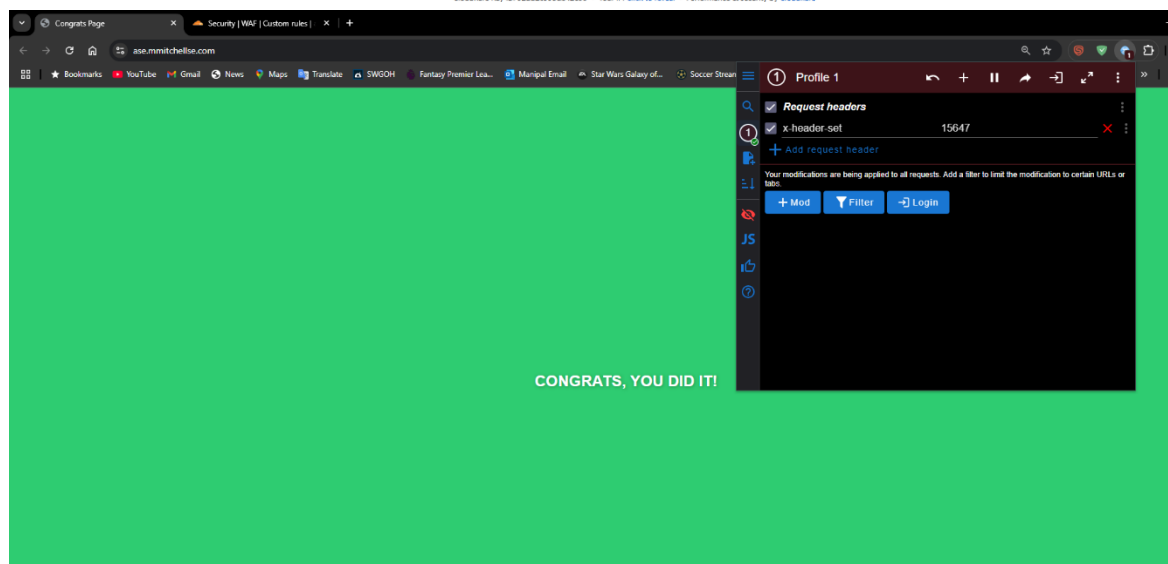 Congrats Page
Security | WAF | Custom rules |
ase.mmitchellse.com
Bookmarks YouTube Gmail News Maps Translate SWGOH Fantasy Premier Lea... Manipal Email Star Wars Galaxy of... Soccer Strean
1 Profile 1
Request headers
1
x-header-set 15647
Add request header
Your modifications are being applied to all requests. Add a filter to limit the modification to certain URLs or
tabs.
+ Mod Filter Login
JS
CONGRATS, YOU DID IT!